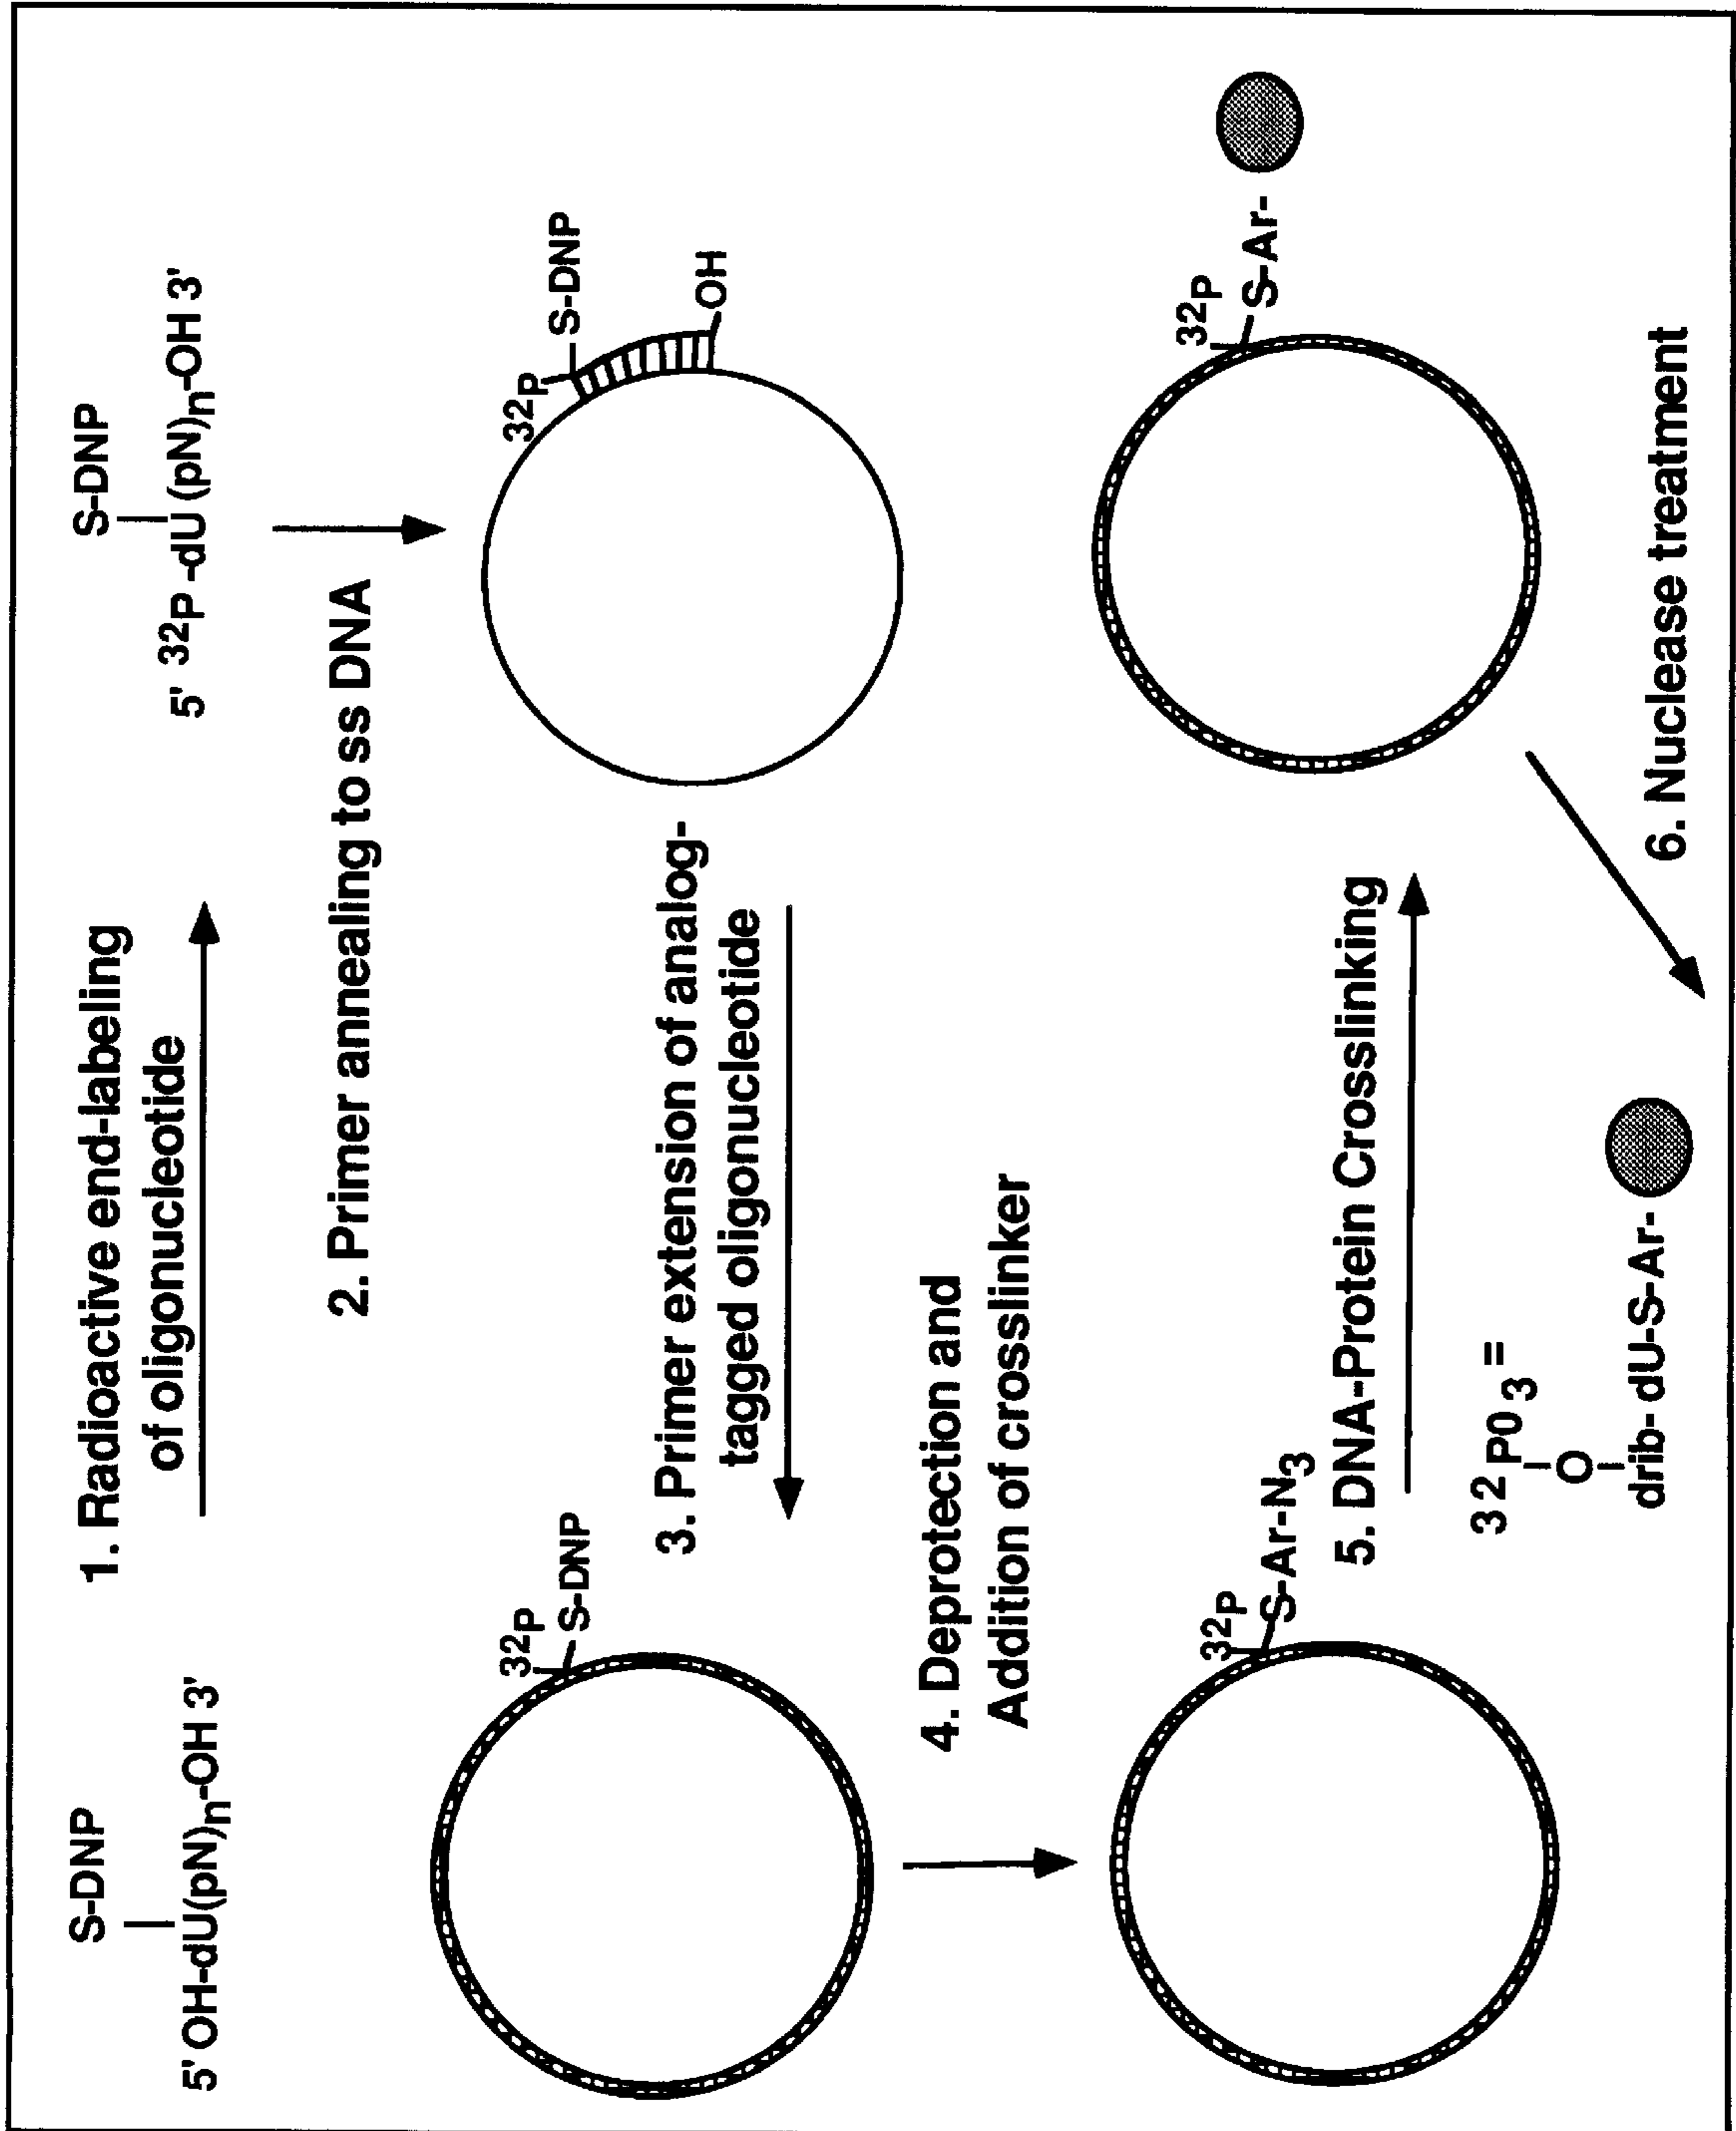 S-DNP
5' OH-dU(pN)n-OH 3'
1. Radioactive end-labeling
of oligonucleotide
S-DNP
5' 32P -dU (pN)n-OH 3'
2. Primer annealing to ss DNA
32P
S-DNP
OH
3. Primer extension of analog-
tagged oligonucleotide
32P
S-DNP
4. Deprotection and
Addition of crosslinker
32P
S-Ar-N3
5. DNA-Protein Crosslinking
32P
S-Ar-
6. Nuclease treatment
32PO3=
O
drib- dU-S-Ar-